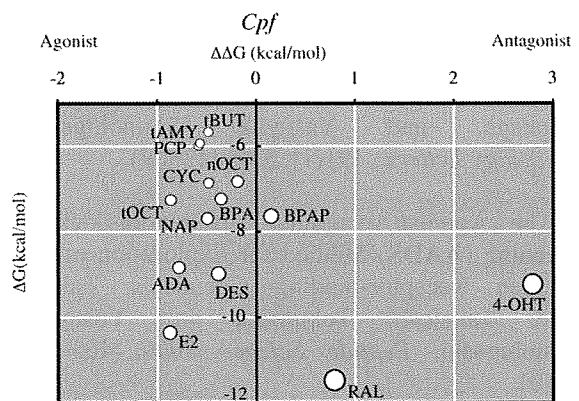 Cpf
Agonist
Antagonist
ΔΔG (kcal/mol)
-2 -1 0 1 2 3
ΔG(kcal/mol)
-6
-8
-10
-12
tBUT
tAMY
PCP
nOCT
CYC
tOCT
BPA
BPAP
NAP
ADA
DES
4-OHT
E2
RAL